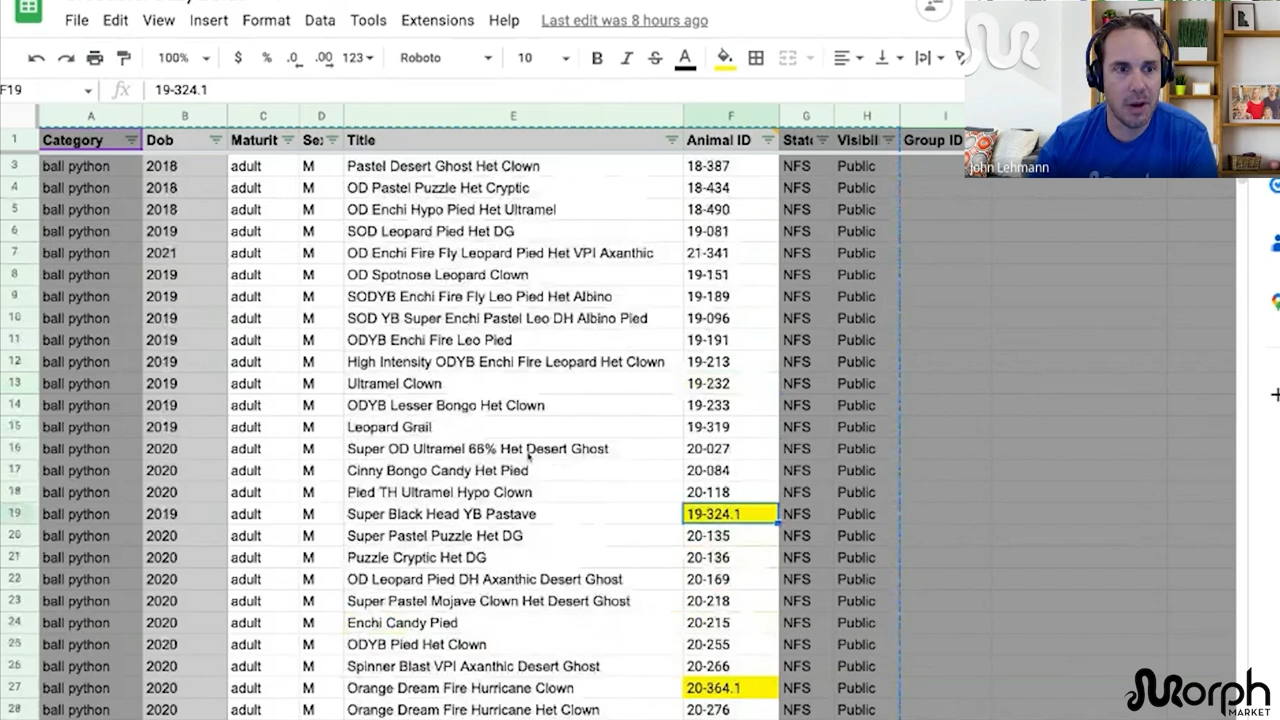 File Edit View Insert Format Data Tools Extensions Help Last edit was 8 hours ago
100% $ % .0 .00 123 Roboto 10 B I S A
F19 fx 19-324.1
A B C D E F G H I
1 Category Dob Maturit Se: Title Animal ID Stat Visibil Group ID
3 ball python 2018 adult M Pastel Desert Ghost Het Clown 18-387 NFS Public
4 ball python 2018 adult M OD Pastel Puzzle Het Cryptic 18-434 NFS Public
5 ball python 2018 adult M OD Enchi Hypo Pied Het Ultramel 18-490 NFS Public
6 ball python 2019 adult M SOD Leopard Pied Het DG 19-081 NFS Public
7 ball python 2021 adult M OD Enchi Fire Fly Leopard Pied Het VPI Axanthic 21-341 NFS Public
8 ball python 2019 adult M OD Spotnose Leopard Clown 19-151 NFS Public
9 ball python 2019 adult M SODYB Enchi Fire Fly Leo Pied Het Albino 19-189 NFS Public
10 ball python 2019 adult M SOD YB Super Enchi Pastel Leo DH Albino Pied 19-096 NFS Public
11 ball python 2019 adult M ODYB Enchi Fire Leo Pied 19-191 NFS Public
12 ball python 2019 adult M High Intensity ODYB Enchi Fire Leopard Het Clown 19-213 NFS Public
13 ball python 2019 adult M Ultramel Clown 19-232 NFS Public
14 ball python 2019 adult M ODYB Lesser Bongo Het Clown 19-233 NFS Public
15 ball python 2019 adult M Leopard Grail 19-319 NFS Public
16 ball python 2020 adult M Super OD Ultramel 66% Het Desert Ghost 20-027 NFS Public
17 ball python 2020 adult M Cinny Bongo Candy Het Pied 20-084 NFS Public
18 ball python 2020 adult M Pied TH Ultramel Hypo Clown 20-118 NFS Public
19 ball python 2019 adult M Super Black Head YB Pastave 19-324.1 NFS Public
20 ball python 2020 adult M Super Pastel Puzzle Het DG 20-135 NFS Public
21 ball python 2020 adult M Puzzle Cryptic Het DG 20-136 NFS Public
22 ball python 2020 adult M OD Leopard Pied DH Axanthic Desert Ghost 20-169 NFS Public
23 ball python 2020 adult M Super Pastel Mojave Clown Het Desert Ghost 20-218 NFS Public
24 ball python 2020 adult M Enchi Candy Pied 20-215 NFS Public
25 ball python 2020 adult M ODYB Pied Het Clown 20-255 NFS Public
26 ball python 2020 adult M Spinner Blast VPI Axanthic Desert Ghost 20-266 NFS Public
27 ball python 2020 adult M Orange Dream Fire Hurricane Clown 20-364.1 NFS Public
28 ball python 2020 adult M Orange Dream Fire Hurricane Het Clown 20-276 NFS Public
John Lehmann
Morph
MARKET